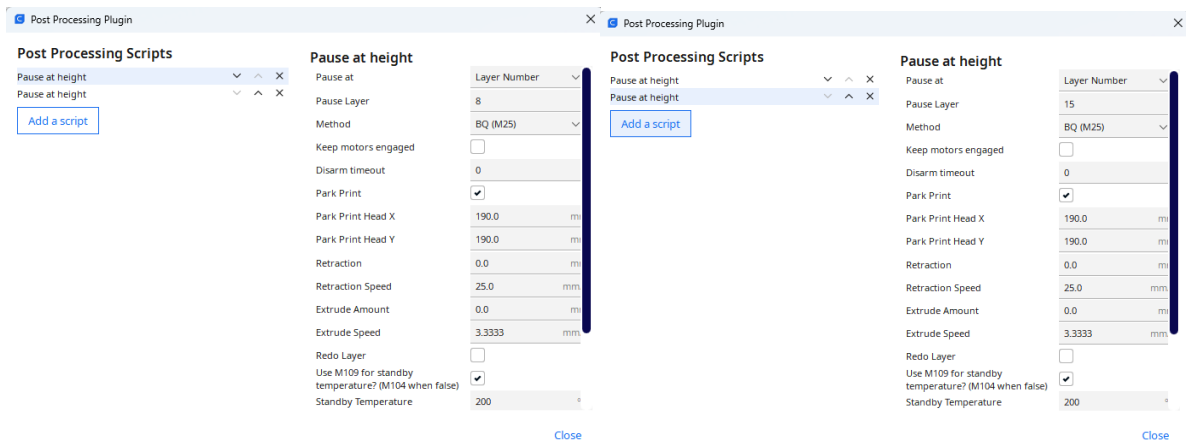 Post Processing Plugin
Post Processing Scripts
Pause at height
Pause at height
Add a script
Pause at height
Pause at Layer Number
Pause Layer 8
Method BQ (M25)
Keep motors engaged
Disarm timeout 0
Park Print
Park Print Head X 190.0 m
Park Print Head Y 190.0 m
Retraction 0.0 m
Retraction Speed 25.0 mm
Extrude Amount 0.0 m
Extrude Speed 3.3333 mm
Redo Layer
Use M109 for standby
temperature? (M104 when false)
Standby Temperature 200 °
Close
Post Processing Plugin
Post Processing Scripts
Pause at height
Pause at height
Add a script
Pause at height
Pause at Layer Number
Pause Layer 15
Method BQ (M25)
Keep motors engaged
Disarm timeout 0
Park Print
Park Print Head X 190.0 m
Park Print Head Y 190.0 m
Retraction 0.0 m
Retraction Speed 25.0 mm
Extrude Amount 0.0 m
Extrude Speed 3.3333 mm
Redo Layer
Use M109 for standby
temperature? (M104 when false)
Standby Temperature 200 °
Close